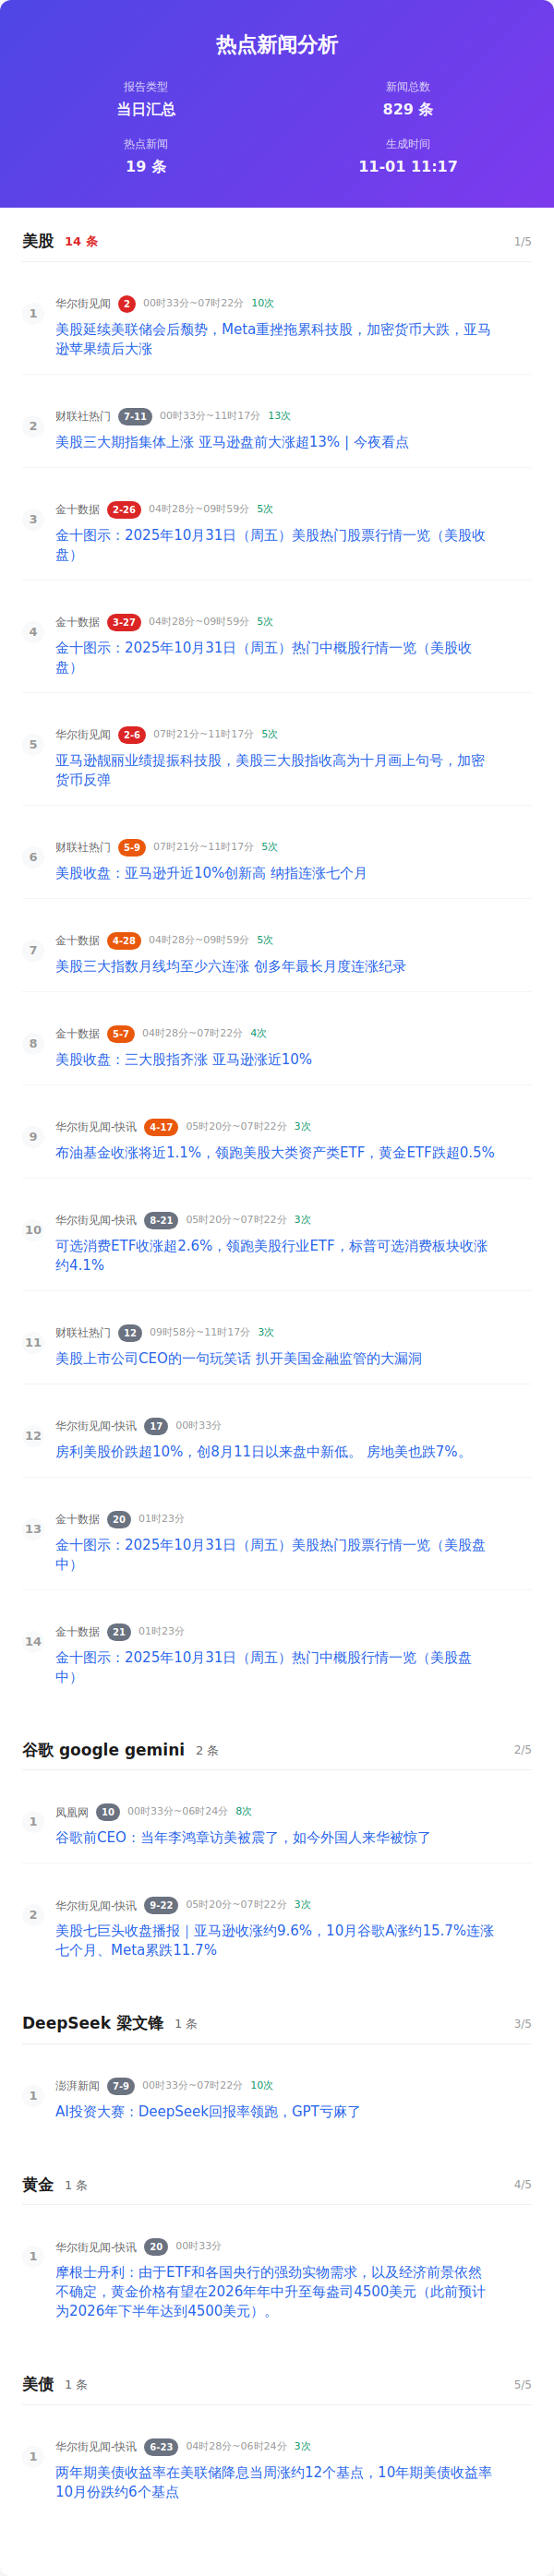 热点新闻分析
报告类型
当日汇总
新闻总数
829 条
热点新闻
19 条
生成时间
11-01 11:17
美股 14 条 1/5
1 华尔街见闻 2 00时33分~07时22分 10次
美股延续美联储会后颓势，Meta重挫拖累科技股，加密货币大跌，亚马
逊苹果绩后大涨
2 财联社热门 7-11 00时33分~11时17分 13次
美股三大期指集体上涨 亚马逊盘前大涨超13% | 今夜看点
3 金十数据 2-26 04时28分~09时59分 5次
金十图示：2025年10月31日（周五）美股热门股票行情一览（美股收
盘）
4 金十数据 3-27 04时28分~09时59分 5次
金十图示：2025年10月31日（周五）热门中概股行情一览（美股收
盘）
5 华尔街见闻 2-6 07时21分~11时17分 5次
亚马逊靓丽业绩提振科技股，美股三大股指收高为十月画上句号，加密
货币反弹
6 财联社热门 5-9 07时21分~11时17分 5次
美股收盘：亚马逊升近10%创新高 纳指连涨七个月
7 金十数据 4-28 04时28分~09时59分 5次
美股三大指数月线均至少六连涨 创多年最长月度连涨纪录
8 金十数据 5-7 04时28分~07时22分 4次
美股收盘：三大股指齐涨 亚马逊涨近10%
9 华尔街见闻-快讯 4-17 05时20分~07时22分 3次
布油基金收涨将近1.1%，领跑美股大类资产类ETF，黄金ETF跌超0.5%
10 华尔街见闻-快讯 8-21 05时20分~07时22分 3次
可选消费ETF收涨超2.6%，领跑美股行业ETF，标普可选消费板块收涨
约4.1%
11 财联社热门 12 09时58分~11时17分 3次
美股上市公司CEO的一句玩笑话 扒开美国金融监管的大漏洞
12 华尔街见闻-快讯 17 00时33分
房利美股价跌超10%，创8月11日以来盘中新低。 房地美也跌7%。
13 金十数据 20 01时23分
金十图示：2025年10月31日（周五）美股热门股票行情一览（美股盘
中）
14 金十数据 21 01时23分
金十图示：2025年10月31日（周五）热门中概股行情一览（美股盘
中）
谷歌 google gemini 2 条 2/5
1 凤凰网 10 00时33分~06时24分 8次
谷歌前CEO：当年李鸿章访美被震了，如今外国人来华被惊了
2 华尔街见闻-快讯 9-22 05时20分~07时22分 3次
美股七巨头收盘播报｜亚马逊收涨约9.6%，10月谷歌A涨约15.7%连涨
七个月、Meta累跌11.7%
DeepSeek 梁文锋 1 条 3/5
1 澎湃新闻 7-9 00时33分~07时22分 10次
AI投资大赛：DeepSeek回报率领跑，GPT亏麻了
黄金 1 条 4/5
1 华尔街见闻-快讯 20 00时33分
摩根士丹利：由于ETF和各国央行的强劲实物需求，以及经济前景依然
不确定，黄金价格有望在2026年年中升至每盎司4500美元（此前预计
为2026年下半年达到4500美元）。
美债 1 条 5/5
1 华尔街见闻-快讯 6-23 04时28分~06时24分 3次
两年期美债收益率在美联储降息当周涨约12个基点，10年期美债收益率
10月份跌约6个基点